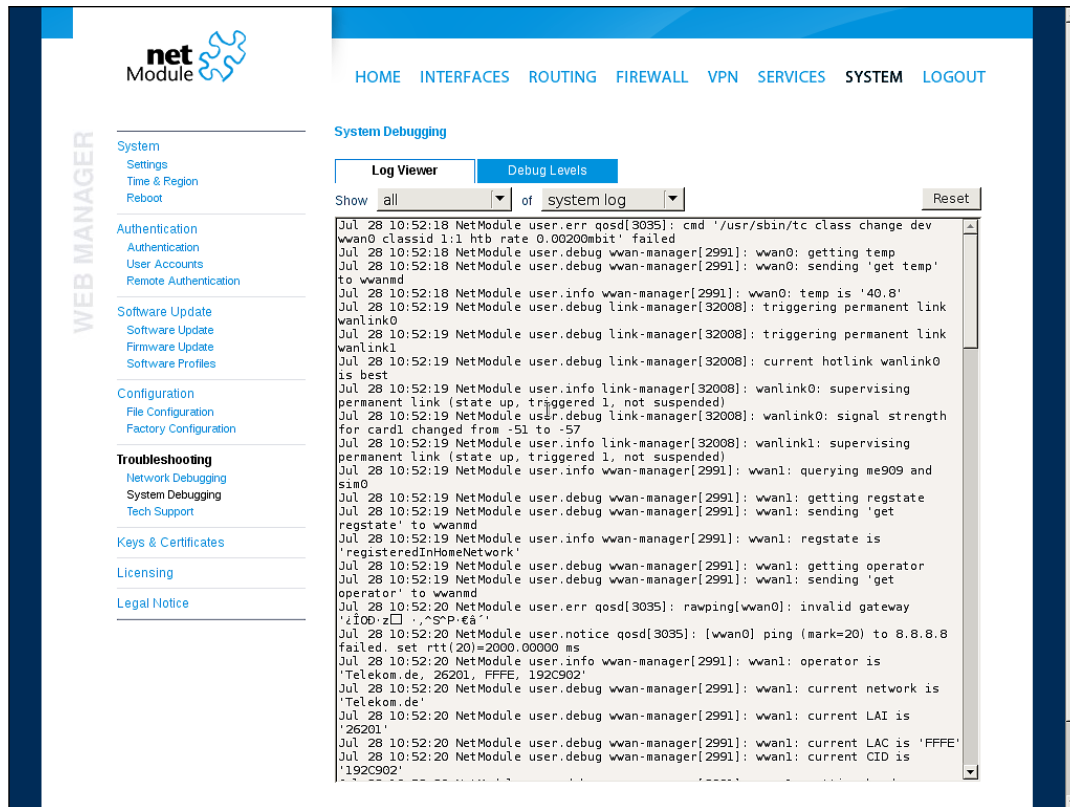 net
Module
HOME INTERFACES ROUTING FIREWALL VPN SERVICES SYSTEM LOGOUT
WEB MANAGER
System
Settings
Time & Region
Reboot
Authentication
Authentication
User Accounts
Remote Authentication
Software Update
Software Update
Firmware Update
Software Profiles
Configuration
File Configuration
Factory Configuration
Troubleshooting
Network Debugging
System Debugging
Tech Support
Keys & Certificates
Licensing
Legal Notice
System Debugging
Log Viewer Debug Levels
Show all of system log Reset
Jul 28 10:52:18 NetModule user.err qosd[3035]: cmd '/usr/sbin/tc class change dev
wwan0 classid 1:1 htb rate 0.00200mbit' failed
Jul 28 10:52:18 NetModule user.debug wwan-manager[2991]: wwan0: getting temp
Jul 28 10:52:18 NetModule user.debug wwan-manager[2991]: wwan0: sending 'get temp'
to wwanmd
Jul 28 10:52:18 NetModule user.info wwan-manager[2991]: wwan0: temp is '40.8'
Jul 28 10:52:19 NetModule user.debug link-manager[32008]: triggering permanent link
wanlink0
Jul 28 10:52:19 NetModule user.debug link-manager[32008]: triggering permanent link
wanlink1
Jul 28 10:52:19 NetModule user.debug link-manager[32008]: current hotlink wanlink0
is best
Jul 28 10:52:19 NetModule user.info link-manager[32008]: wanlink0: supervising
permanent link (state up, triggered 1, not suspended)
Jul 28 10:52:19 NetModule user.debug link-manager[32008]: wanlink0: signal strength
for card1 changed from -51 to -57
Jul 28 10:52:19 NetModule user.info link-manager[32008]: wanlink1: supervising
permanent link (state up, triggered 1, not suspended)
Jul 28 10:52:19 NetModule user.info wwan-manager[2991]: wwan1: querying me909 and
sim0
Jul 28 10:52:19 NetModule user.debug wwan-manager[2991]: wwan1: getting regstate
Jul 28 10:52:19 NetModule user.debug wwan-manager[2991]: wwan1: sending 'get
regstate' to wwanmd
Jul 28 10:52:19 NetModule user.info wwan-manager[2991]: wwan1: regstate is
'registeredInHomeNetwork'
Jul 28 10:52:19 NetModule user.debug wwan-manager[2991]: wwan1: getting operator
Jul 28 10:52:19 NetModule user.debug wwan-manager[2991]: wwan1: sending 'get
operator' to wwanmd
Jul 28 10:52:20 NetModule user.err qosd[3035]: rawping[wwan0]: invalid gateway
Jul 28 10:52:20 NetModule user.notice qosd[3035]: [wwan0] ping (mark=20) to 8.8.8.8
failed. set rtt(20)=2000.00000 ms
Jul 28 10:52:20 NetModule user.info wwan-manager[2991]: wwan1: operator is
'Telekom.de, 26201, FFFE, 192C902'
Jul 28 10:52:20 NetModule user.debug wwan-manager[2991]: wwan1: current network is
'Telekom.de'
Jul 28 10:52:20 NetModule user.debug wwan-manager[2991]: wwan1: current LAI is
'26201'
Jul 28 10:52:20 NetModule user.debug wwan-manager[2991]: wwan1: current LAC is 'FFFE'
Jul 28 10:52:20 NetModule user.debug wwan-manager[2991]: wwan1: current CID is
'192C902'